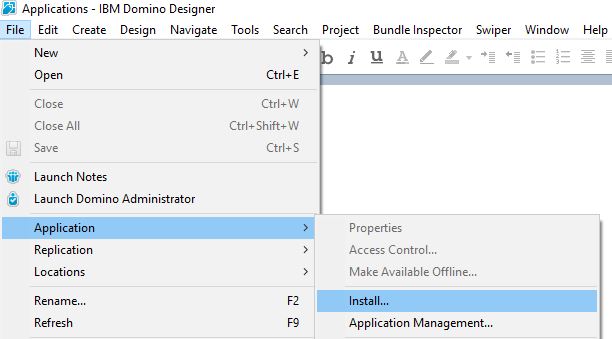 Applications - IBM Domino Designer
File Edit Create Design Navigate Tools Search Project Bundle Inspector Swiper Window Help
New
Open Ctrl+E
b i u A
Close Ctrl+W
Close All Ctrl+Shift+W
Save Ctrl+S
Launch Notes
Launch Domino Administrator
Application
Properties
Replication
Access Control...
Locations
Make Available Offline...
Rename... F2
Install...
Refresh F9
Application Management...